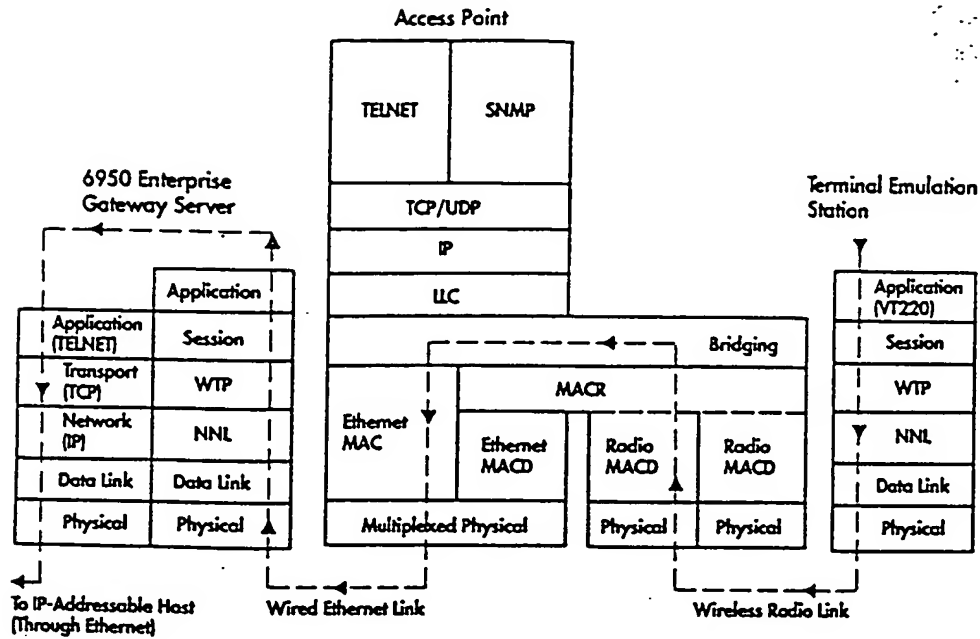 Access Point
TELNET
SNMP
TCP/UDP
IP
LLC
Bridging
MACR
Ethernet
MAC
Ethernet
MACD
Radio
MACD
Radio
MACD
Multiplexed Physical
Physical
Physical
6950 Enterprise
Gateway Server
Application
(TELNET)
Transport
(TCP)
Network
(IP)
Data Link
Physical
Application
Session
WTP
NNL
Data Link
Physical
Terminal Emulation
Station
Application
(VT220)
Session
WTP
NNL
Data Link
Physical
To IP-Addressable Host
(Through Ethernet)
Wired Ethernet Link
Wireless Radio Link